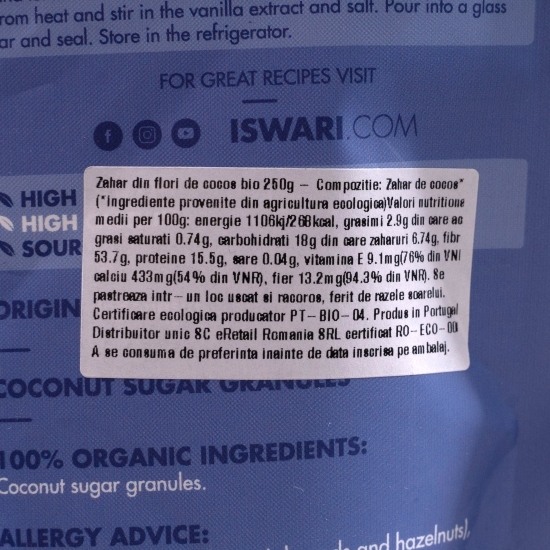 rom heat and stir in the vanilla extract and salt. Pour into a glass
ar and seal. Store in the refrigerator.
FOR GREAT RECIPES VISIT
ISWARI.COM
Zahar din flori de cocos bio 250g – Compozitie: Zahar de cocos*
(*ingrediente provenite din agricultura ecologica)Valori nutritione
medii per 100g: energie 1106kj/268kcal, grasimi 2.9g din care ac
grasi saturati 0.74g, carbohidrati 18g din care zaharuri 6.74g, fibr
53.7g, proteine 15.5g, sare 0.04g, vitamina E 9.1mg(76% din VNI
calciu 433mg(54% din VNR), fier 13.2mg(94.3% din VNR). Se
pastreaza intr–un loc uscat si racoros, ferit de razele soarelui.
Certificare ecologica producator PT–BIO–04. Produs in Portugal
Distribuitor unic SC eRetail Romania SRL certificat RO–ECO–00
A se consuma de preferinta inainte de data inscrisa pe ambalaj.
HIGH
HIGH
SOUR
ORIGIN
COCONUT SUGAR GRANULES
100% ORGANIC INGREDIENTS:
Coconut sugar granules.
ALLERGY ADVICE:
and hazelnuts),